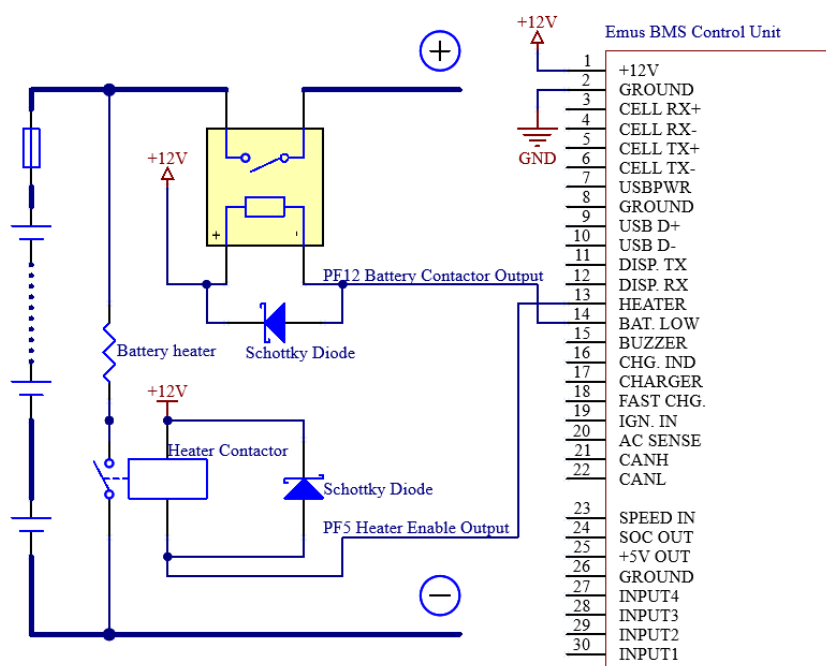 +12V
Emus BMS Control Unit
1 +12V
2 GROUND
3 CELL RX+
4 CELL RX-
5 CELL TX+
6 CELL TX-
7 USBPWR
8 GROUND
9 USB D+
10 USB D-
11 DISP. TX
12 DISP. RX
13 HEATER
14 BAT. LOW
15 BUZZER
16 CHG. IND
17 CHARGER
18 FAST CHG.
19 IGN. IN
20 AC SENSE
21 CANH
22 CANL
23 SPEED IN
24 SOC OUT
25 +5V OUT
26 GROUND
27 INPUT4
28 INPUT3
29 INPUT2
30 INPUT1
GND
+12V
+ -
PF12 Battery Contactor Output
Schottky Diode
Battery heater
+12V
Heater Contactor
Schottky Diode
PF5 Heater Enable Output